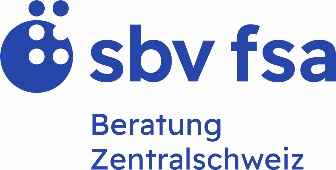 sbv fsa
Beratung
Zentralschweiz